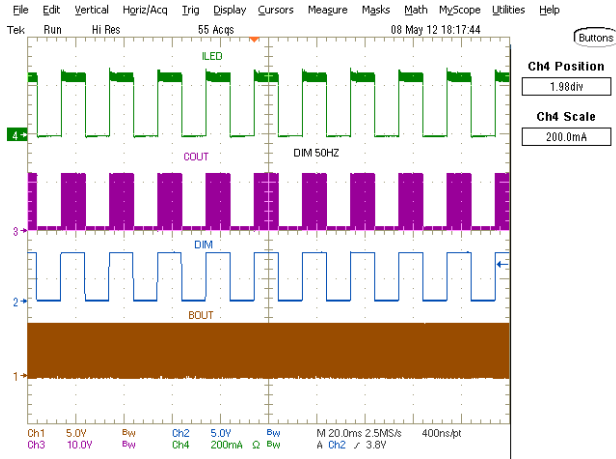 File Edit Vertical Horiz/Acq Trig Display Cursors Measure Masks Math MyScope Utilities Help
Tek Run Hi Res 55 Acqs 08 May 12 18:17:44
Buttons
Ch4 Position
1.98div
Ch4 Scale
200.0mA
ILED
4
COUT DIM 50HZ
3
DIM
2
BOUT
1
Ch1 5.0V Bw Ch2 5.0V Bw M 20.0ms 2.5MS/s 400ns/pt
Ch3 10.0V Bw Ch4 200mA Ω Bw A Ch2 / 3.8V